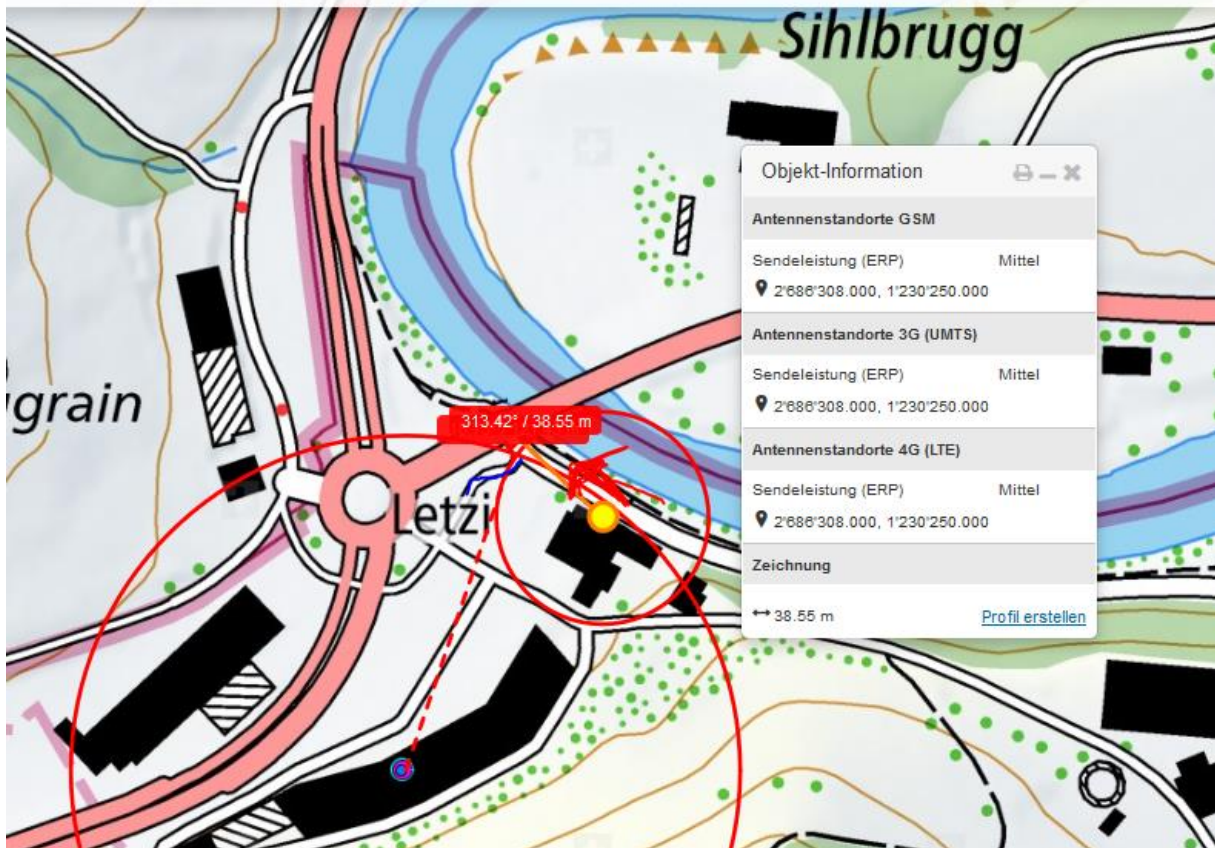 Sihlbrugg
Objekt-Information
Antennenstandorte GSM
Sendeleistung (ERP) Mittel
2'686'308.000, 1'230'250.000
Antennenstandorte 3G (UMTS)
Sendeleistung (ERP) Mittel
2'686'308.000, 1'230'250.000
grain
313.42° / 38.55 m
Antennenstandorte 4G (LTE)
Sendeleistung (ERP) Mittel
2'686'308.000, 1'230'250.000
Letzi
Zeichnung
38.55 m Profil erstellen